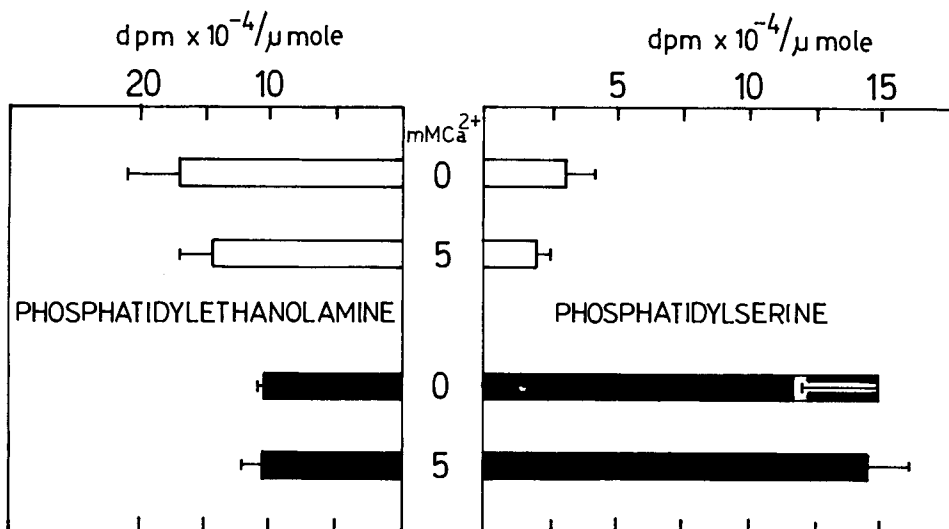 dpm x 10⁻⁴/μ mole
dpm x 10⁻⁴/μ mole
20 10
5 10 15
mMCa²⁺
0
5
PHOSPHATIDYLETHANOLAMINE
PHOSPHATIDYLSERINE
0
5